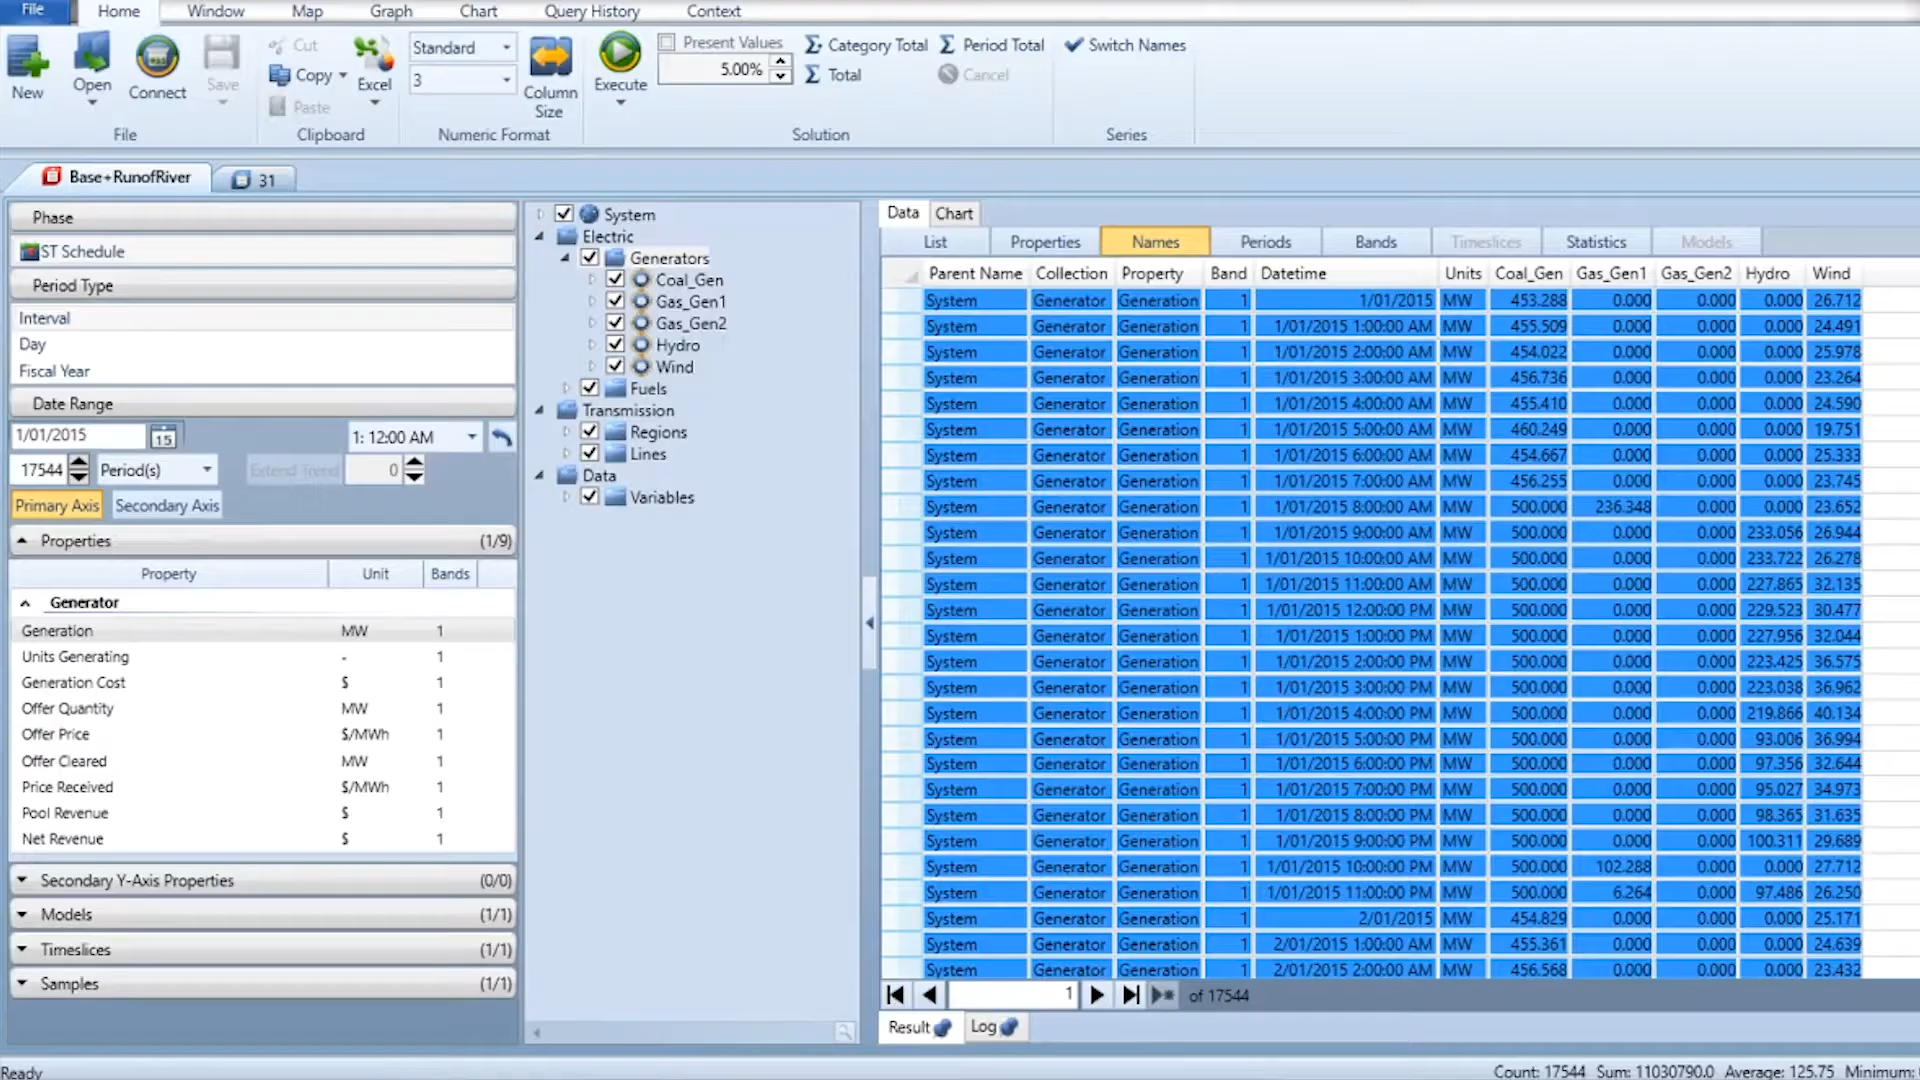 File Home Window Map Graph Chart Query History Context
New Open Connect Save Cut Copy Paste Excel Standard 3 Column Size Execute Present Values 5.00% Category Total Period Total Total Cancel Switch Names
File Clipboard Numeric Format Solution Series
Base+RunofRiver 31
Phase
ST Schedule
Period Type
Interval
Day
Fiscal Year
Date Range
1/01/2015 15 1: 12:00 AM
17544 Period(s) Extend Trend 0
Primary Axis Secondary Axis
Properties (1/9)
Property Unit Bands
Generator
Generation MW 1
Units Generating - 1
Generation Cost $ 1
Offer Quantity MW 1
Offer Price $/MWh 1
Offer Cleared MW 1
Price Received $/MWh 1
Pool Revenue $ 1
Net Revenue $ 1
Secondary Y-Axis Properties (0/0)
Models (1/1)
Timeslices (1/1)
Samples (1/1)
System
Electric
Generators
Coal_Gen
Gas_Gen1
Gas_Gen2
Hydro
Wind
Fuels
Transmission
Regions
Lines
Data
Variables
Data Chart
List Properties Names Periods Bands Timeslices Statistics Models
Parent Name Collection Property Band Datetime Units Coal_Gen Gas_Gen1 Gas_Gen2 Hydro Wind
System Generator Generation 1 1/01/2015 MW 453.288 0.000 0.000 0.000 26.712
System Generator Generation 1 1/01/2015 1:00:00 AM MW 455.509 0.000 0.000 0.000 24.491
System Generator Generation 1 1/01/2015 2:00:00 AM MW 454.022 0.000 0.000 0.000 25.978
System Generator Generation 1 1/01/2015 3:00:00 AM MW 456.736 0.000 0.000 0.000 23.264
System Generator Generation 1 1/01/2015 4:00:00 AM MW 455.410 0.000 0.000 0.000 24.590
System Generator Generation 1 1/01/2015 5:00:00 AM MW 460.249 0.000 0.000 0.000 19.751
System Generator Generation 1 1/01/2015 6:00:00 AM MW 454.667 0.000 0.000 0.000 25.333
System Generator Generation 1 1/01/2015 7:00:00 AM MW 456.255 0.000 0.000 0.000 23.745
System Generator Generation 1 1/01/2015 8:00:00 AM MW 500.000 236.348 0.000 0.000 23.652
System Generator Generation 1 1/01/2015 9:00:00 AM MW 500.000 0.000 0.000 233.056 26.944
System Generator Generation 1 1/01/2015 10:00:00 AM MW 500.000 0.000 0.000 233.722 26.278
System Generator Generation 1 1/01/2015 11:00:00 AM MW 500.000 0.000 0.000 227.865 32.135
System Generator Generation 1 1/01/2015 12:00:00 PM MW 500.000 0.000 0.000 229.523 30.477
System Generator Generation 1 1/01/2015 1:00:00 PM MW 500.000 0.000 0.000 227.956 32.044
System Generator Generation 1 1/01/2015 2:00:00 PM MW 500.000 0.000 0.000 223.425 36.575
System Generator Generation 1 1/01/2015 3:00:00 PM MW 500.000 0.000 0.000 223.038 36.962
System Generator Generation 1 1/01/2015 4:00:00 PM MW 500.000 0.000 0.000 219.866 40.134
System Generator Generation 1 1/01/2015 5:00:00 PM MW 500.000 0.000 0.000 93.006 36.994
System Generator Generation 1 1/01/2015 6:00:00 PM MW 500.000 0.000 0.000 97.356 32.644
System Generator Generation 1 1/01/2015 7:00:00 PM MW 500.000 0.000 0.000 95.027 34.973
System Generator Generation 1 1/01/2015 8:00:00 PM MW 500.000 0.000 0.000 98.365 31.635
System Generator Generation 1 1/01/2015 9:00:00 PM MW 500.000 0.000 0.000 100.311 29.689
System Generator Generation 1 1/01/2015 10:00:00 PM MW 500.000 102.288 0.000 0.000 27.712
System Generator Generation 1 1/01/2015 11:00:00 PM MW 500.000 6.264 0.000 97.486 26.250
System Generator Generation 1 2/01/2015 MW 454.829 0.000 0.000 0.000 25.171
System Generator Generation 1 2/01/2015 1:00:00 AM MW 455.361 0.000 0.000 0.000 24.639
System Generator Generation 1 2/01/2015 2:00:00 AM MW 456.568 0.000 0.000 0.000 23.432
1 of 17544
Result Log
Ready Count: 17544 Sum: 11030790.0 Average: 125.75 Minimum: